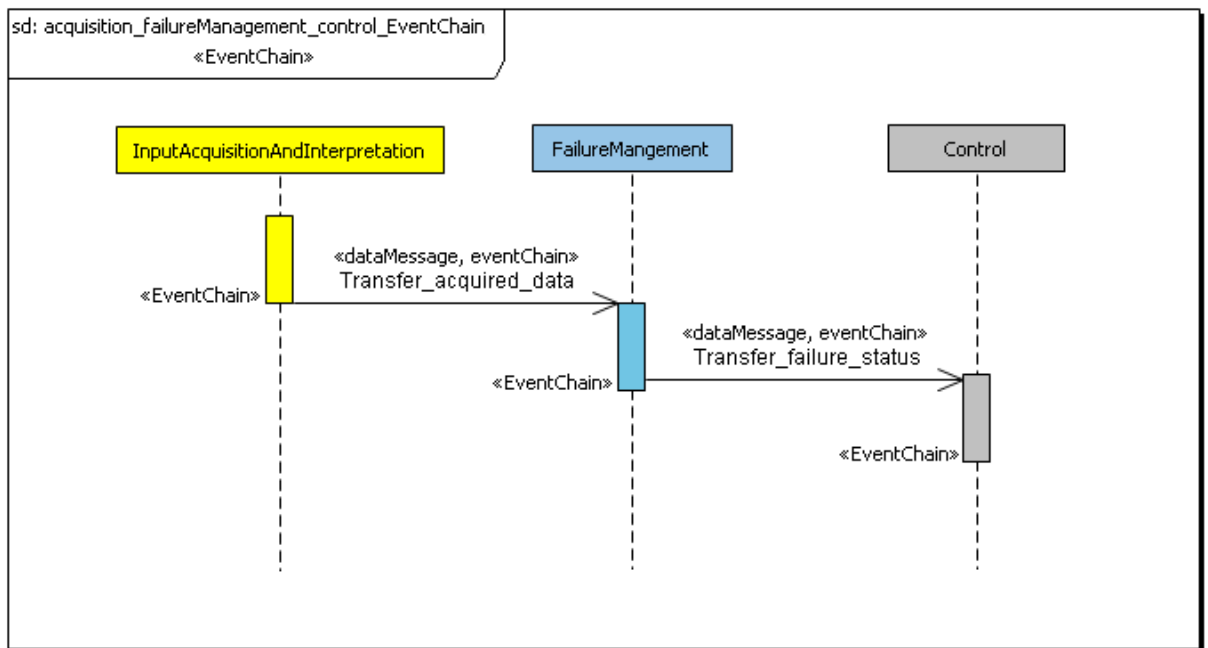 sd: acquisition_failureManagement_control_EventChain
«EventChain»
InputAcquisitionAndInterpretation
FailureMangement
Control
«dataMessage, eventChain»
Transfer_acquired_data
«EventChain»
«dataMessage, eventChain»
Transfer_failure_status
«EventChain»
«EventChain»